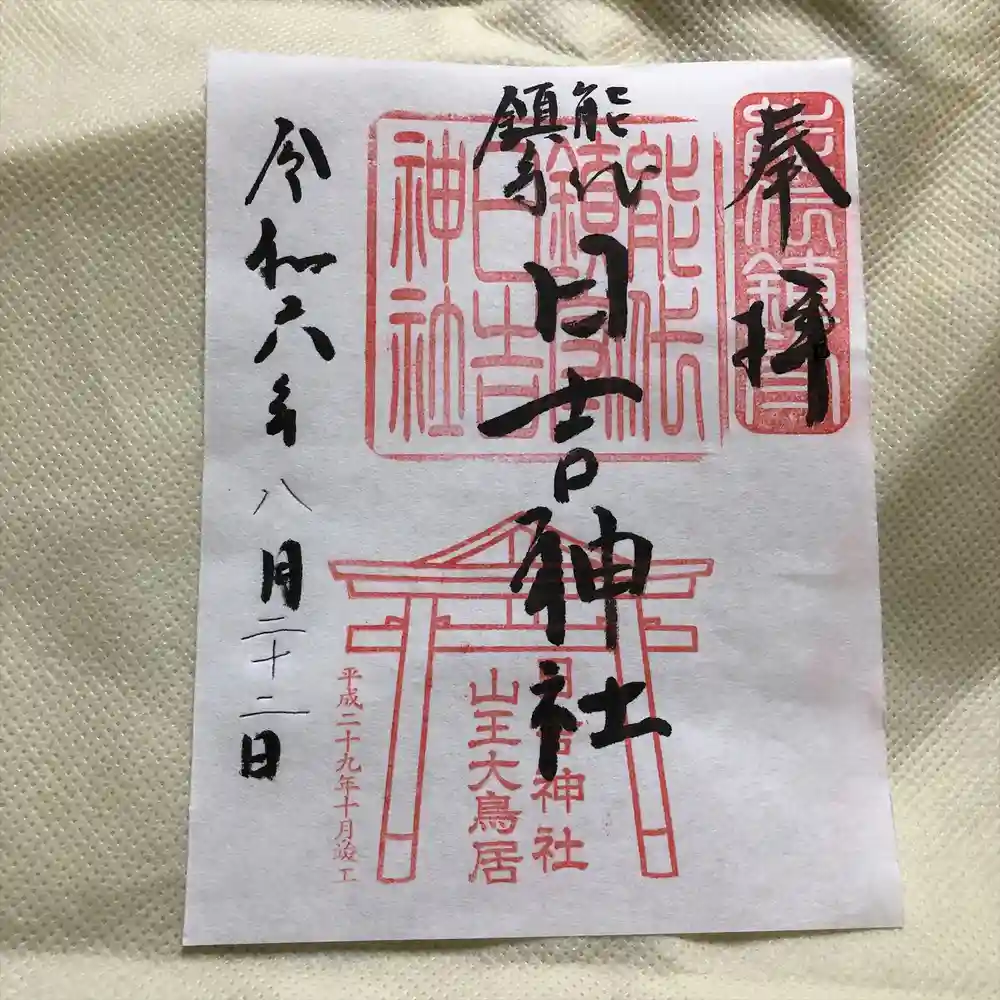 奉拝
能代
鎮守
日吉神社
令和六年八月二十二日
能代
鎮守
日吉
神社
日吉神社
山王大鳥居
平成二十九年十月竣工